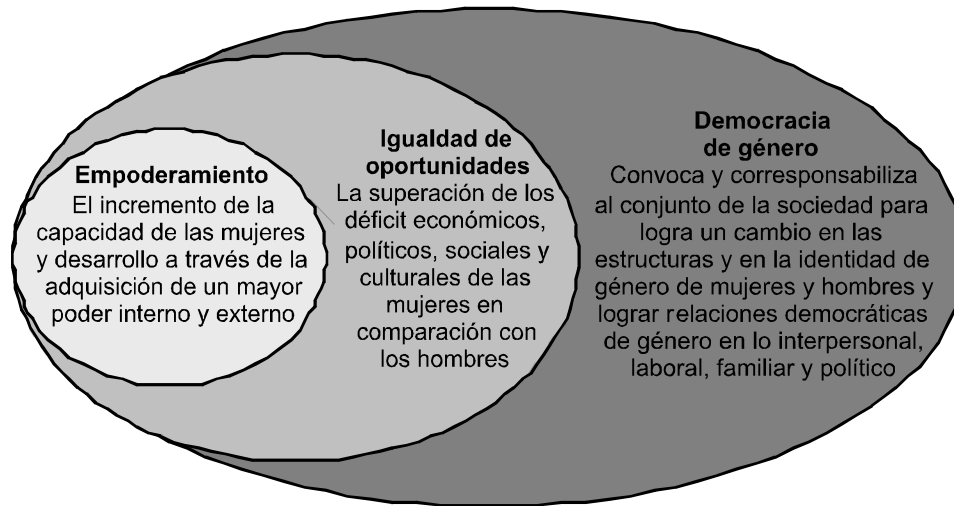 Empoderamiento
El incremento de la
capacidad de las mujeres
y desarrollo a través de la
adquisición de un mayor
poder interno y externo
Igualdad de
oportunidades
La superación de los
déficit económicos,
políticos, sociales y
culturales de las
mujeres en
comparación con
los hombres
Democracia
de género
Convoca y corresponsabiliza
al conjunto de la sociedad para
logra un cambio en las
estructuras y en la identidad de
género de mujeres y hombres y
lograr relaciones democráticas
de género en lo interpersonal,
laboral, familiar y político